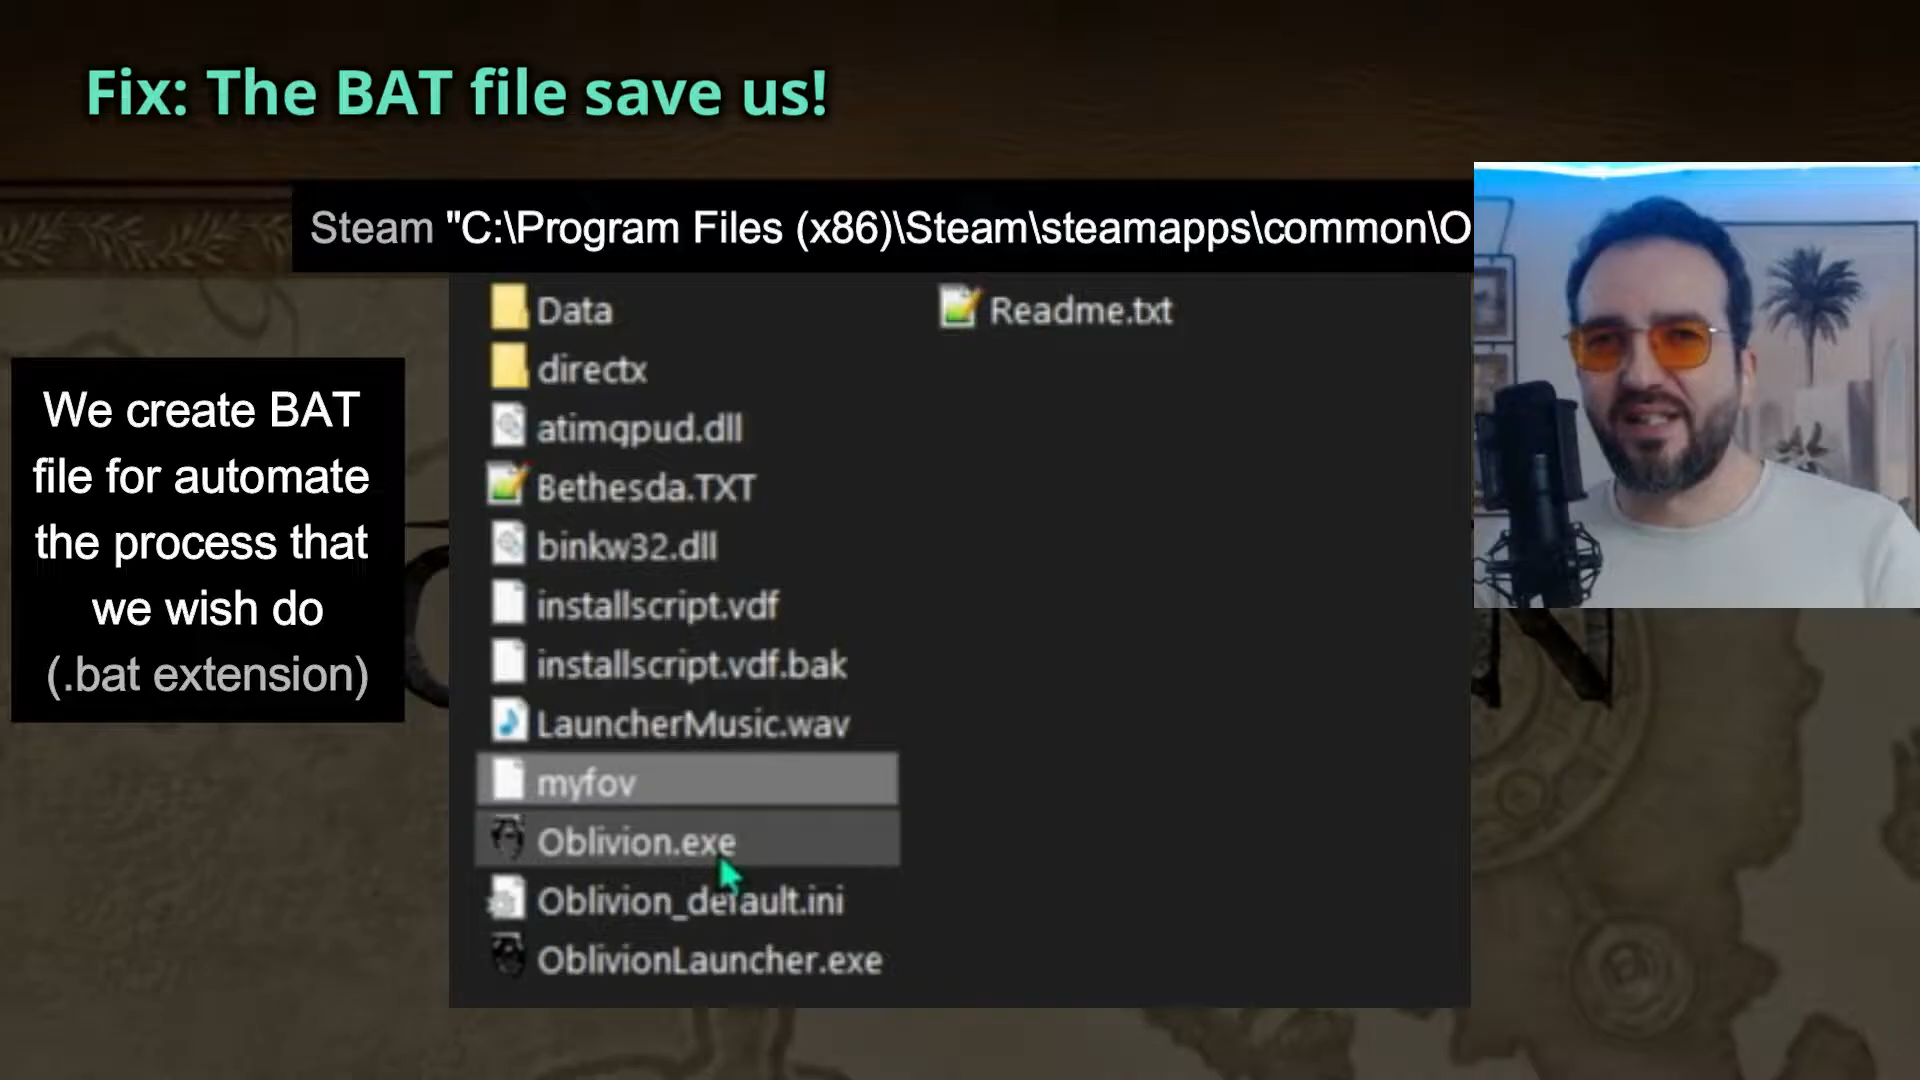 Fix: The BAT file save us!
Steam "C:\Program Files (x86)\Steam\steamapps\common\O
Data
directx
atimgpud.dll
Bethesda.TXT
binkw32.dll
installscript.vdf
installscript.vdf.bak
LauncherMusic.wav
myfov
Oblivion.exe
Oblivion_default.ini
OblivionLauncher.exe
Readme.txt
We create BAT
file for automate
the process that
we wish do
(.bat extension)